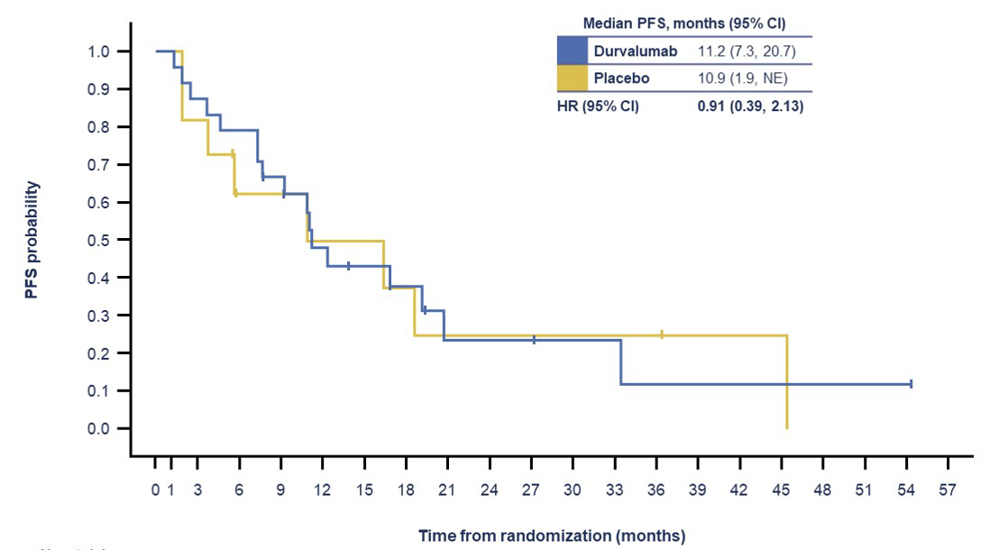 Median PFS, months (95% CI)
Durvalumab 11.2 (7.3, 20.7)
Placebo 10.9 (1.9, NE)
HR (95% CI) 0.91 (0.39, 2.13)
PFS probability
1.0
0.9
0.8
0.7
0.6
0.5
0.4
0.3
0.2
0.1
0.0
0 1 3 6 9 12 15 18 21 24 27 30 33 36 39 42 45 48 51 54 57
Time from randomization (months)